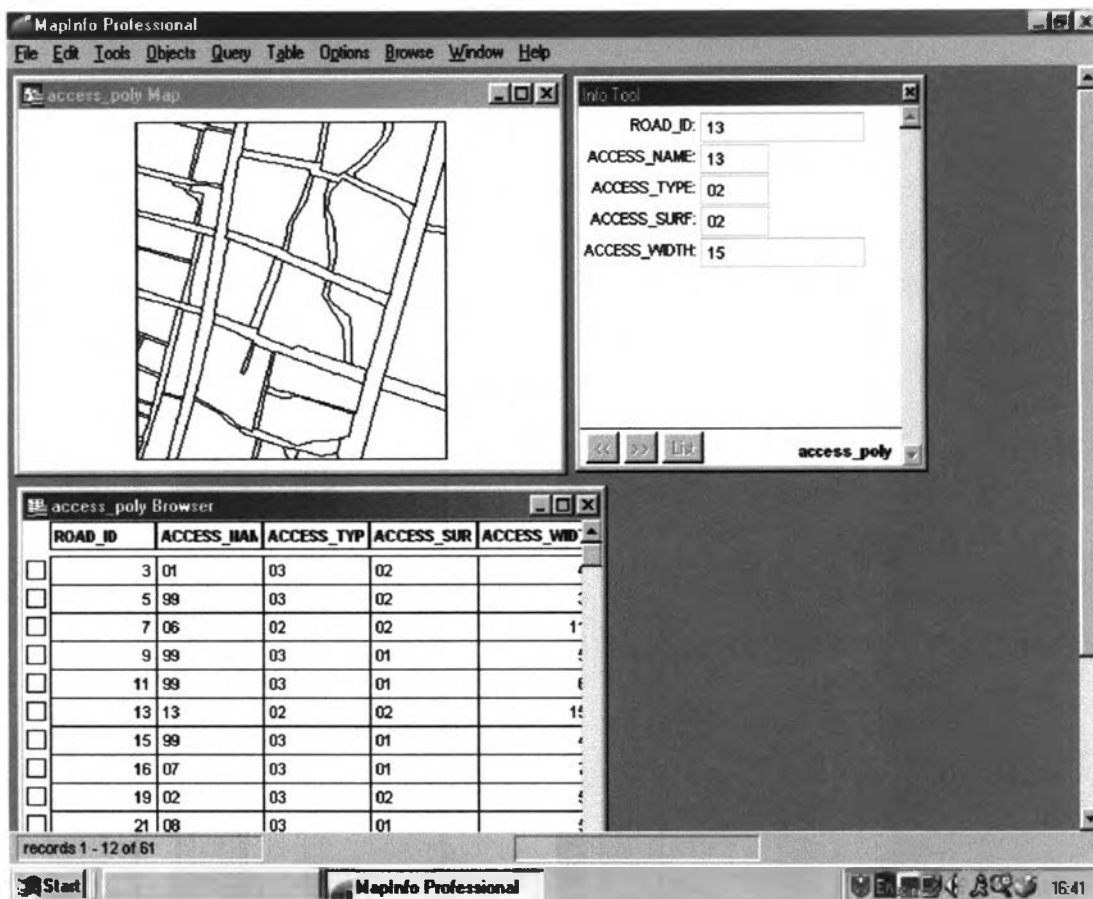 MapInfo Professional
File Edit Tools Objects Query Table Options Browse Window Help
access_poly Map
Info Tool
ROAD_ID: 13
ACCESS_NAME: 13
ACCESS_TYPE: 02
ACCESS_SURF: 02
ACCESS_WIDTH: 15
<< >> List access_poly
access_poly Browser
ROAD_ID ACCESS_NAM ACCESS_TYP ACCESS_SUR ACCESS_WIDT
3 01 03 02
5 99 03 02
7 06 02 02 11
9 99 03 01
11 99 03 01
13 13 02 02 15
15 99 03 01
16 07 03 01
19 02 03 02
21 08 03 01
records 1 - 12 of 61
Start MapInfo Professional 16:41